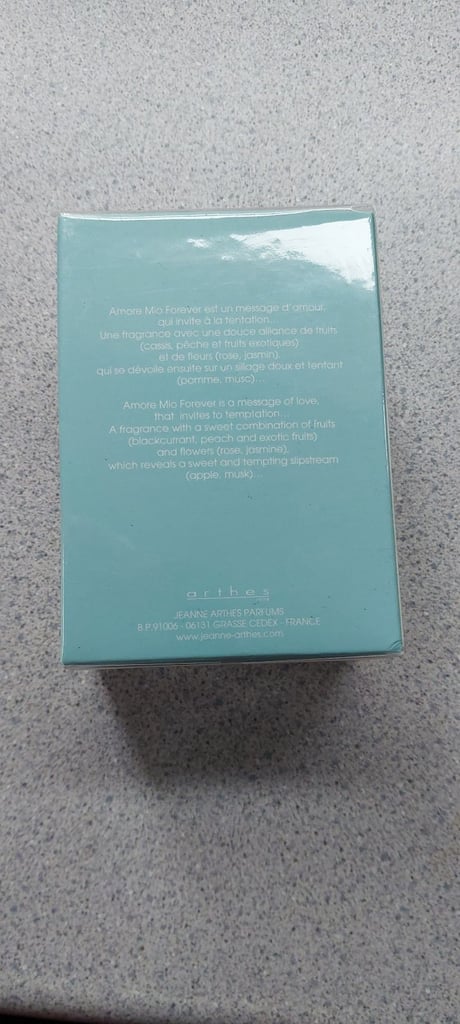 Amore Mio Forever est un message d'amour,
qui invite à la tentation...
Une fragrance avec une douce alliance de fruits
(cassis, pêche et fruits exotiques)
et de fleurs (rose, jasmin),
qui se dévoile ensuite sur un sillage doux et tentant
(pomme, musc)...
Amore Mio Forever is a message of love,
that invites to temptation...
A fragrance with a sweet combination of fruits
(blackcurrant, peach and exotic fruits)
and flowers (rose, jasmine),
which reveals a sweet and tempting slipstream
(apple, musk)...
arthes
JEANNE ARTHES PARFUMS
B.P.91006 - 06131 GRASSE CEDEX - FRANCE
www.jeanne-arthes.com